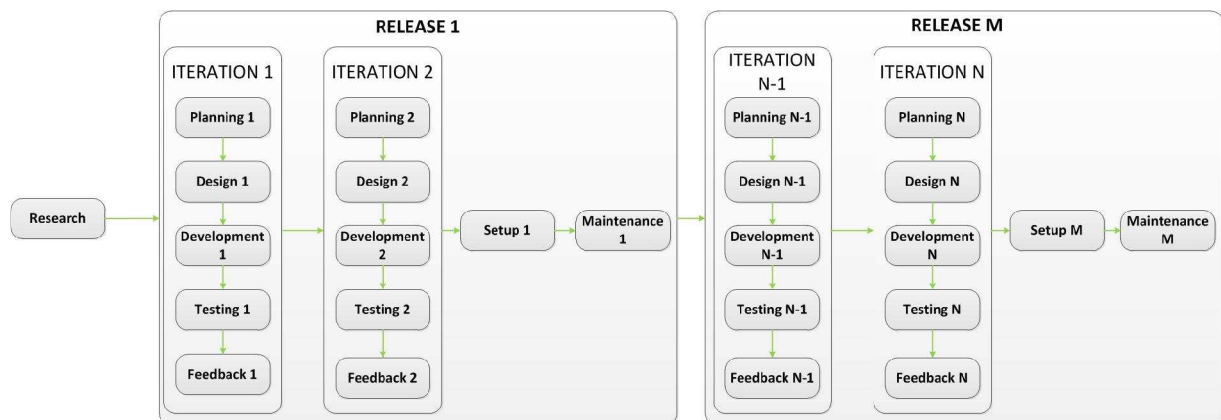 RELEASE 1
ITERATION 1
Planning 1
Design 1
Development
1
Testing 1
Feedback 1
ITERATION 2
Planning 2
Design 2
Development
2
Testing 2
Feedback 2
Research
Setup 1
Maintenance
1
RELEASE M
ITERATION
N-1
Planning N-1
Design N-1
Development
N-1
Testing N-1
Feedback N-1
ITERATION N
Planning N
Design N
Development
N
Testing N
Feedback N
Setup M
Maintenance
M